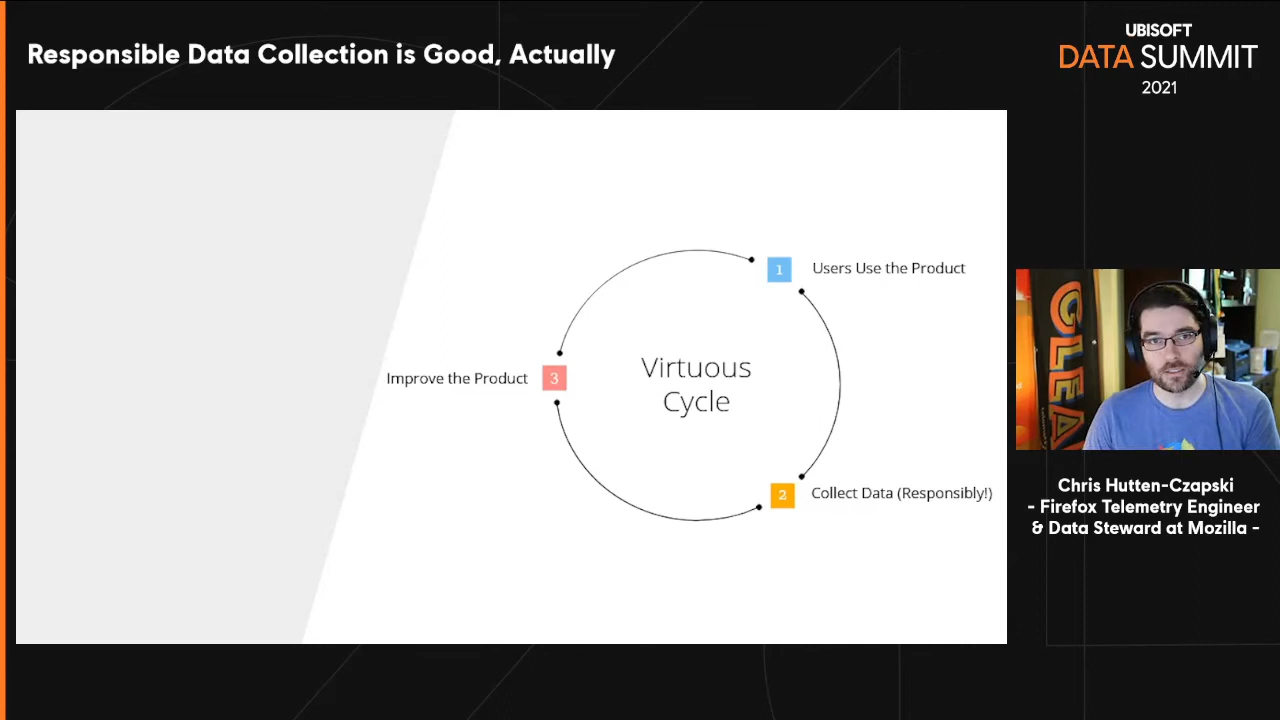 Responsible Data Collection is Good, Actually
UBISOFT
DATA SUMMIT
2021
1
Users Use the Product
Improve the Product
3
Virtuous
Cycle
2
Collect Data (Responsibly!)
Chris Hutten-Czapski
- Firefox Telemetry Engineer
& Data Steward at Mozilla -